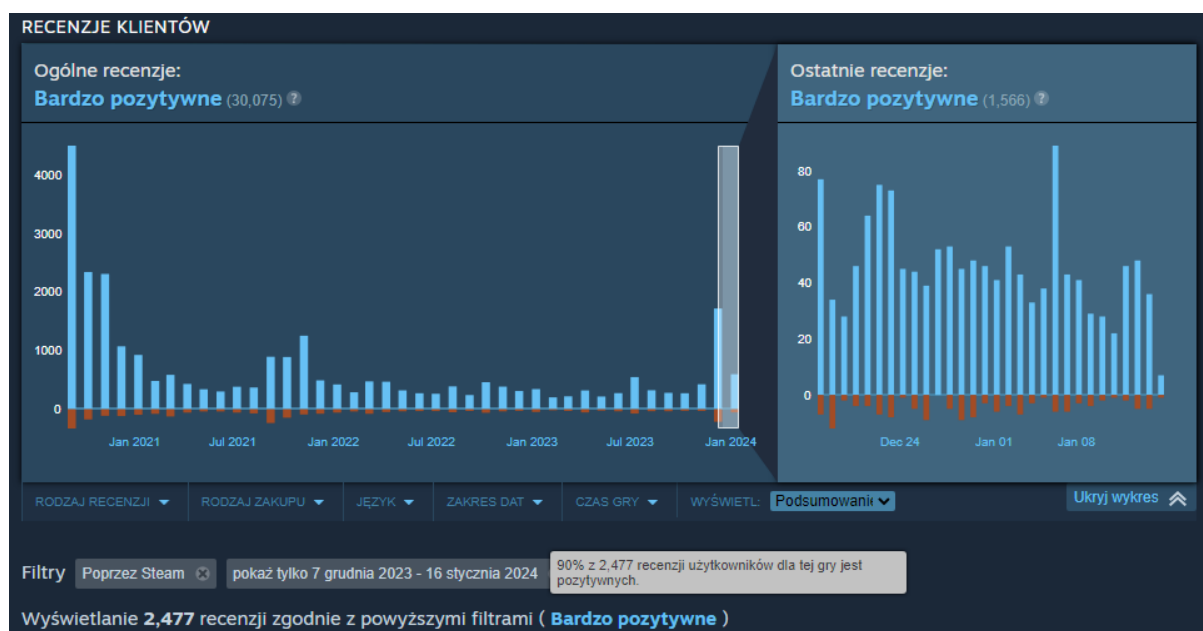 RECENZJE KLIENTÓW
Ogólne recenzje:
Bardzo pozytywne (30,075) ?
4000
3000
2000
1000
0
Jan 2021 Jul 2021 Jan 2022 Jul 2022 Jan 2023 Jul 2023 Jan 2024
Ostatnie recenzje:
Bardzo pozytywne (1,566) ?
80
60
40
20
0
Dec 24 Jan 01 Jan 08
RODZAJ RECENZJI RODZAJ ZAKUPU JĘZYK ZAKRES DAT CZAS GRY WYŚWIETL: Podsumowanie Ukryj wykres
Filtry Poprzez Steam pokaż tylko 7 grudnia 2023 - 16 stycznia 2024
90% z 2,477 recenzji użytkowników dla tej gry jest
pozytywnych.
Wyświetlanie 2,477 recenzji zgodnie z powyższymi filtrami ( Bardzo pozytywne )